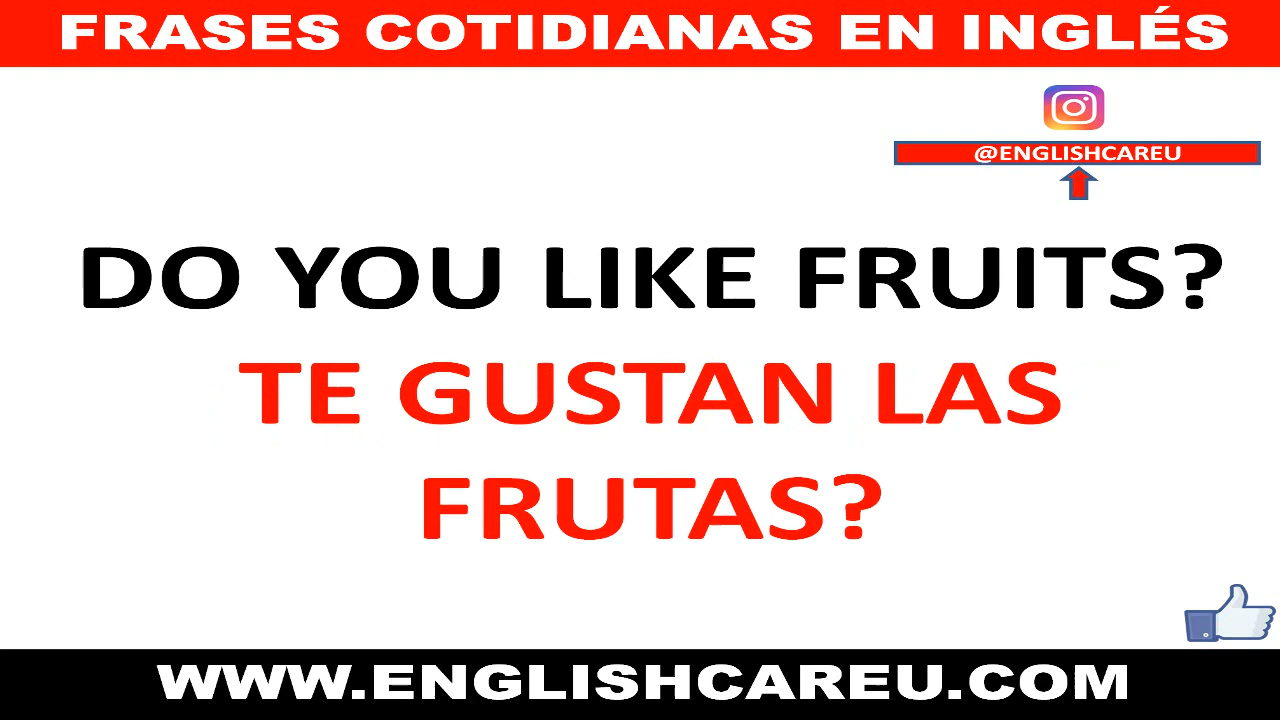 FRASES COTIDIANAS EN INGLÉS
@ENGLISHCAREU
DO YOU LIKE FRUITS?
TE GUSTAN LAS
FRUTAS?
WWW.ENGLISHCAREU.COM